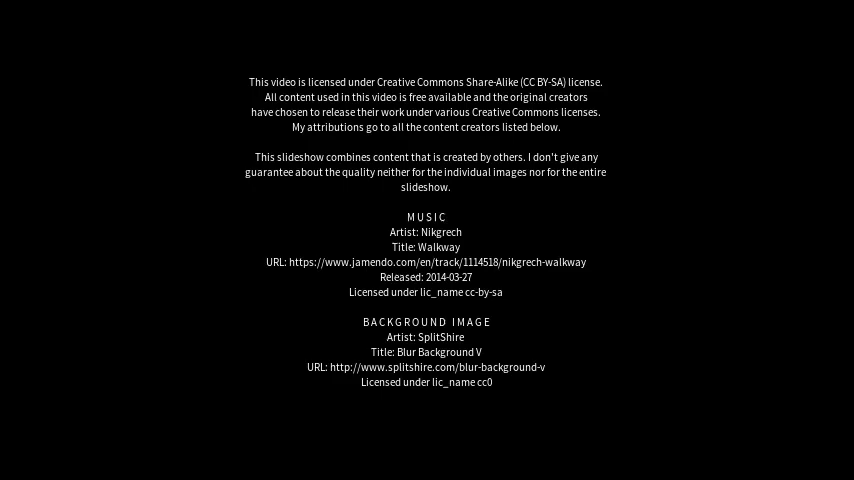 This video is licensed under Creative Commons Share-Alike (CC BY-SA) license.
All content used in this video is free available and the original creators
have chosen to release their work under various Creative Commons licenses.
My attributions go to all the content creators listed below.
This slideshow combines content that is created by others. I don't give any
guarantee about the quality neither for the individual images nor for the entire
slideshow.
M U S I C
Artist: Nikgrech
Title: Walkway
URL: https://www.jamendo.com/en/track/1114518/nikgrech-walkway
Released: 2014-03-27
Licensed under lic_name cc-by-sa
B A C K G R O U N D   I M A G E
Artist: SplitShire
Title: Blur Background V
URL: http://www.splitshire.com/blur-background-v
Licensed under lic_name cc0